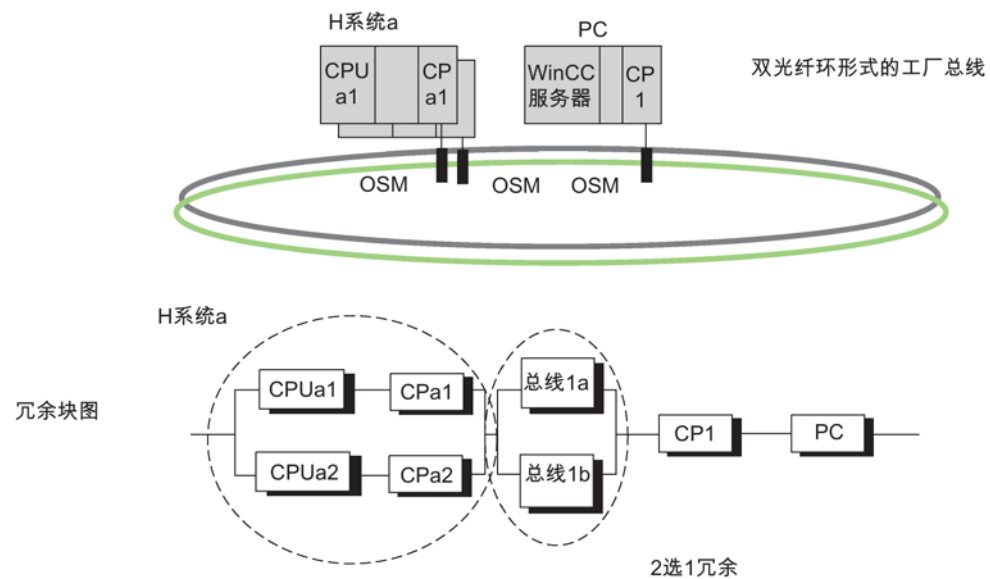 H系统a
PC
双光纤环形式的工厂总线
CPU
a1
CP
a1
WinCC
服务器
CP
1
OSM
OSM
OSM
H系统a
冗余块图
CPUa1
CPa1
总线1a
CP1
PC
CPUa2
CPa2
总线1b
2选1冗余